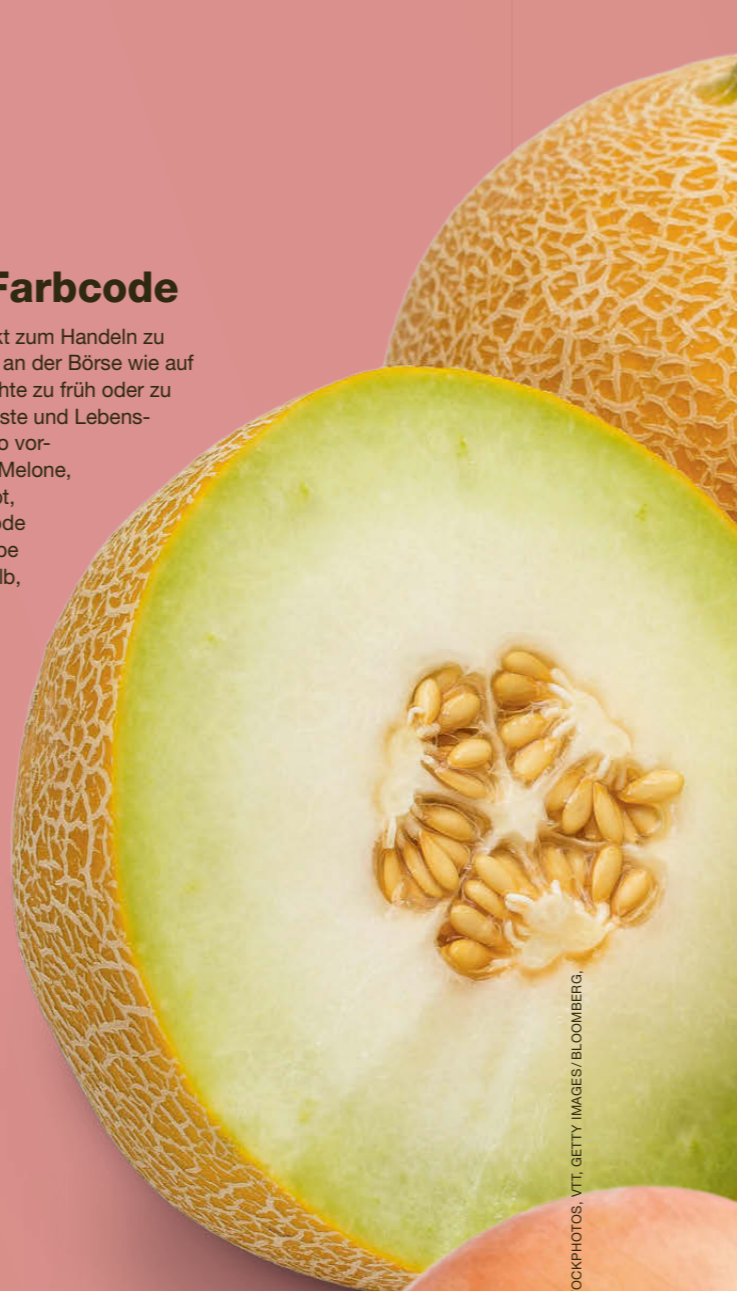 Farbcode
kt zum Handeln zu
an der Börse wie auf
hte zu früh oder zu
ste und Lebens-
o vor-
Melone,
ot,
ode
be
lb,
OCKPHOTOS, VTT, GETTY IMAGES/BLOOMBERG,